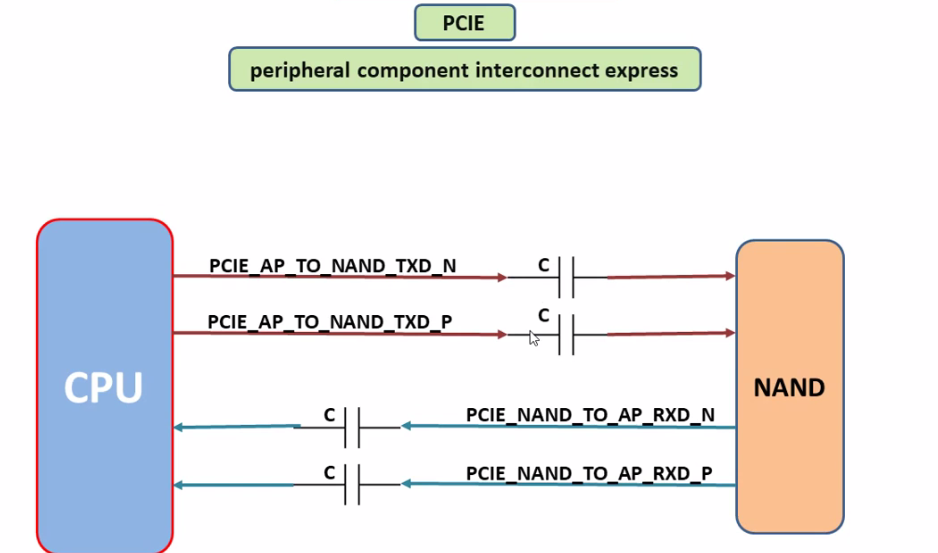 PCIE
peripheral component interconnect express
PCIE_AP_TO_NAND_TXD_N
C
PCIE_AP_TO_NAND_TXD_P
C
CPU
NAND
C
PCIE_NAND_TO_AP_RXD_N
C
PCIE_NAND_TO_AP_RXD_P